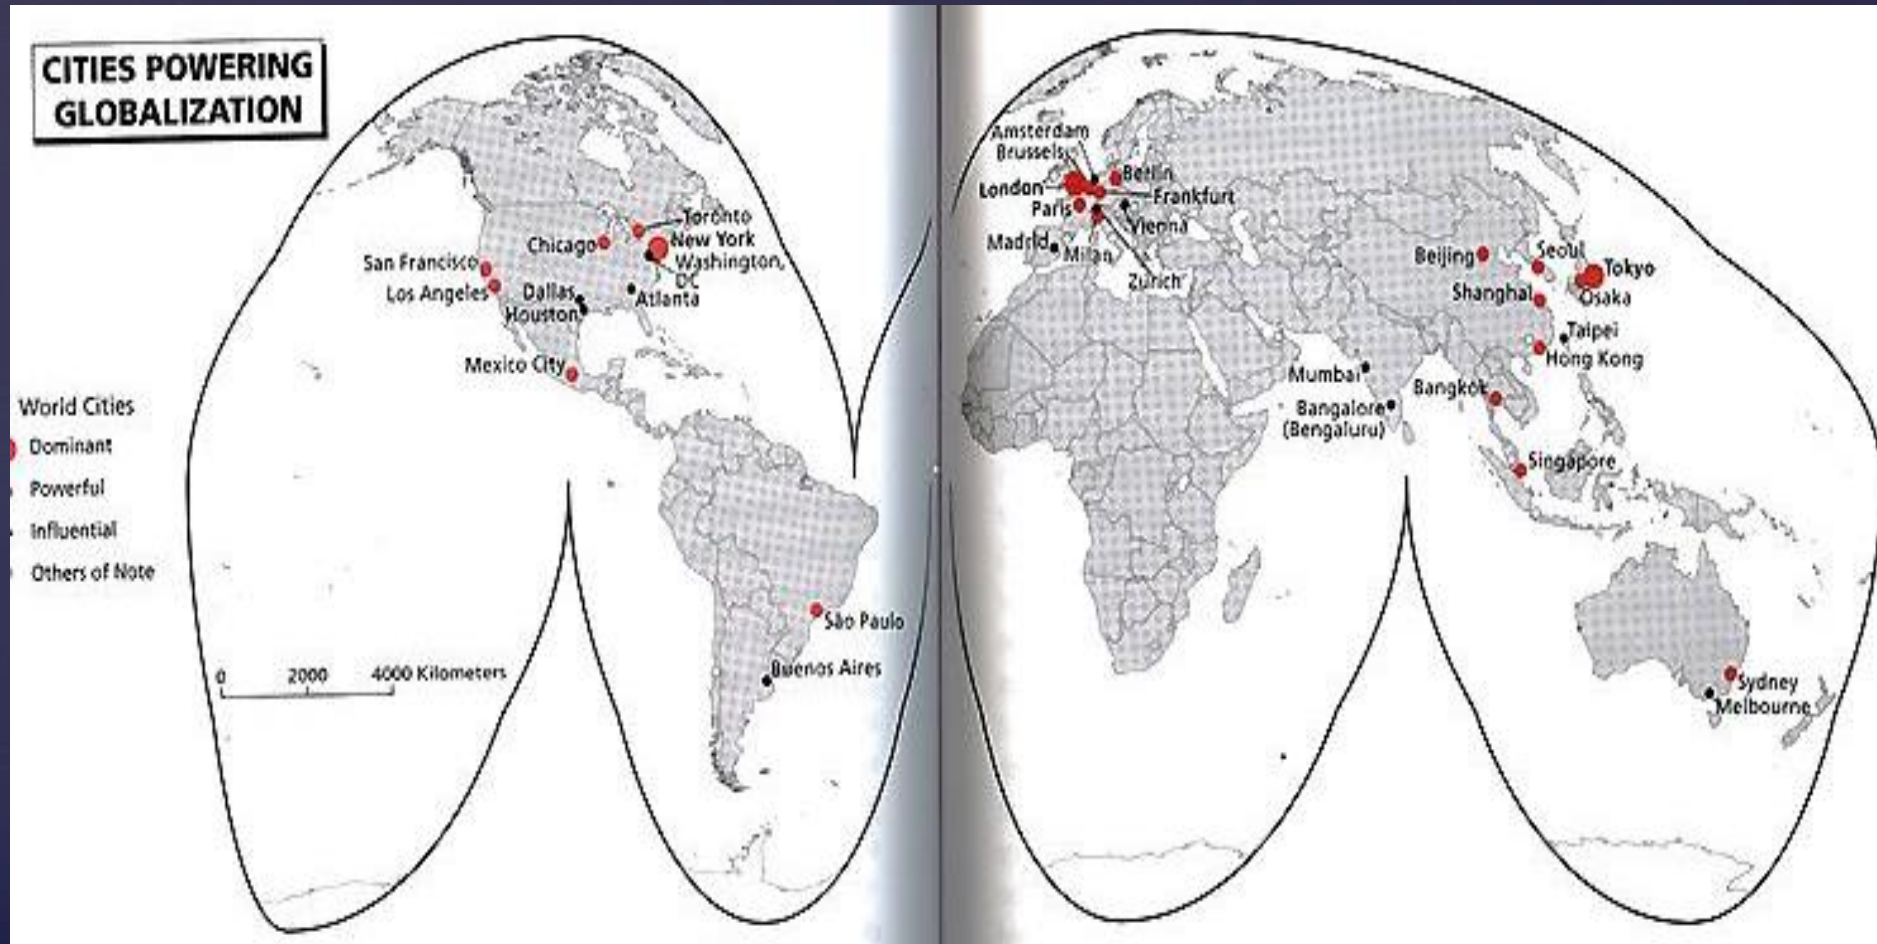 CITIES POWERING
GLOBALIZATION
World Cities
Dominant
Powerful
Influential
Others of Note
0 2000 4000 Kilometers
San Francisco
Los Angeles
Chicago
Toronto
New York
Washington,
DC
Dallas
Houston
Atlanta
Mexico City
São Paulo
Buenos Aires
Amsterdam
Brussels
London
Paris
Berlin
Frankfurt
Vienna
Madrid
Milan
Zurich
Beijing
Seoul
Tokyo
Osaka
Shanghai
Taipei
Hong Kong
Mumbai
Bangkok
Bangalore
(Bengaluru)
Singapore
Sydney
Melbourne